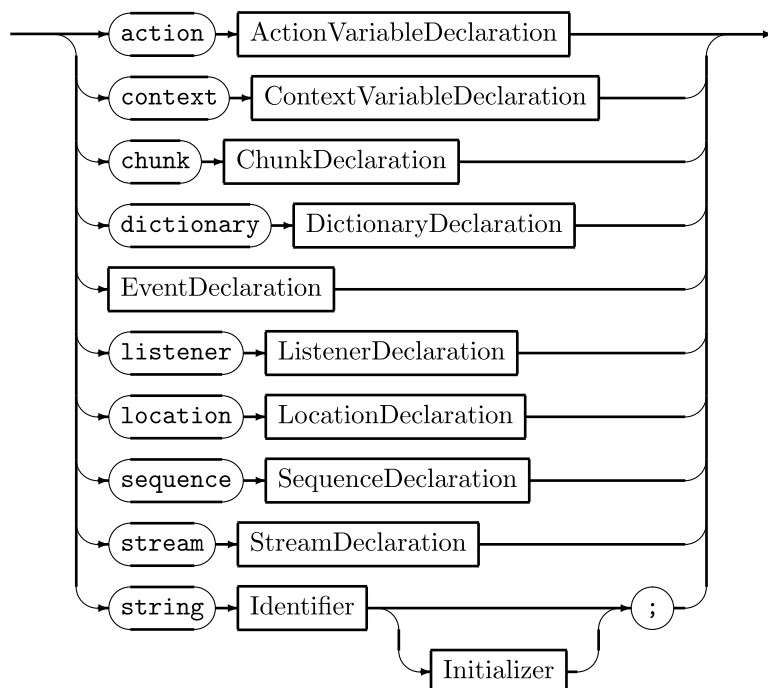 action ActionVariableDeclaration
context ContextVariableDeclaration
chunk ChunkDeclaration
dictionary DictionaryDeclaration
EventDeclaration
listener ListenerDeclaration
location LocationDeclaration
sequence SequenceDeclaration
stream StreamDeclaration
string Identifier ;
Initializer